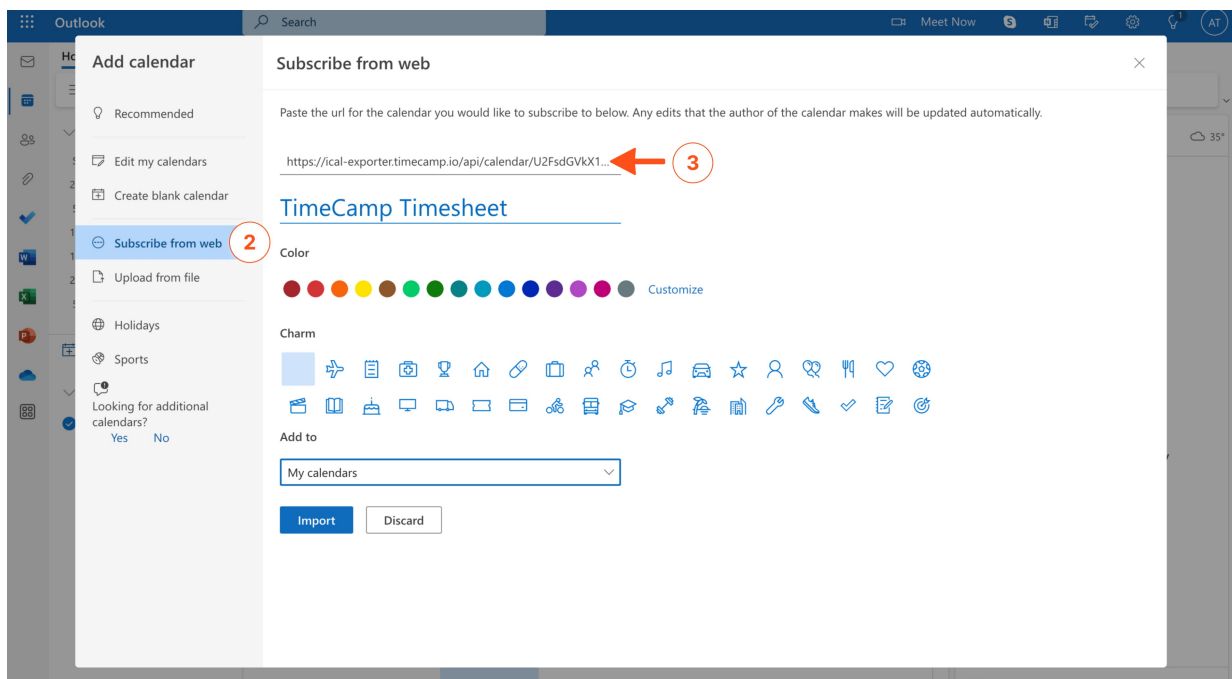 Outlook
Search
Meet Now
1
AT
Add calendar
Recommended
Edit my calendars
Create blank calendar
Subscribe from web
2
Upload from file
Holidays
Sports
Looking for additional
calendars?
Yes No
Subscribe from web
Paste the url for the calendar you would like to subscribe to below. Any edits that the author of the calendar makes will be updated automatically.
https://ical-exporter.timecamp.io/api/calendar/U2FsdGVkX1...
3
TimeCamp Timesheet
Color
Customize
Charm
Add to
My calendars
Import
Discard
35°